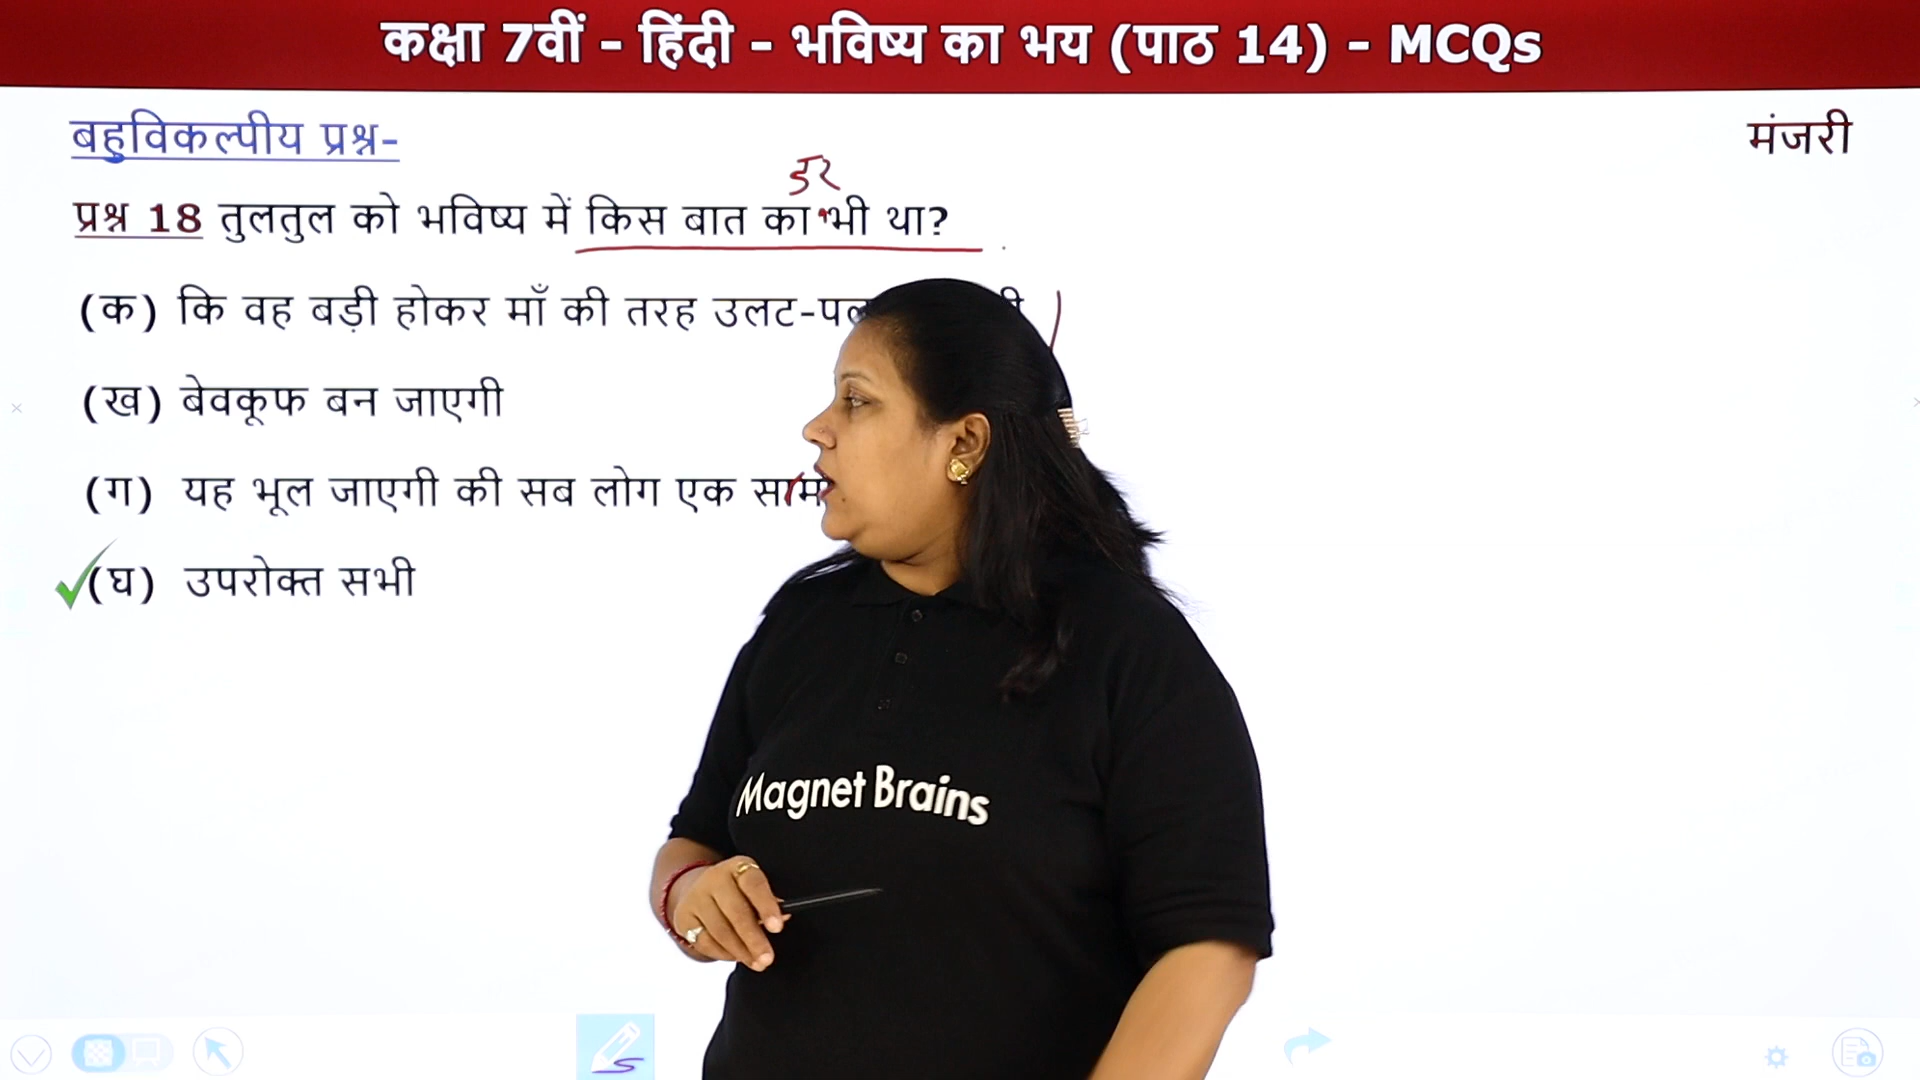 कक्षा 7वीं - हिंदी - भविष्य का भय (पाठ 14) - MCQs
बहुविकल्पीय प्रश्न-
मंजरी
डर
प्रश्न 18 तुलतुल को भविष्य में किस बात का भी था?
(क) कि वह बड़ी होकर माँ की तरह उलट-
(ख) बेवकूफ बन जाएगी
(ग) यह भूल जाएगी की सब लोग एक
(घ) उपरोक्त सभी
Magnet Brains